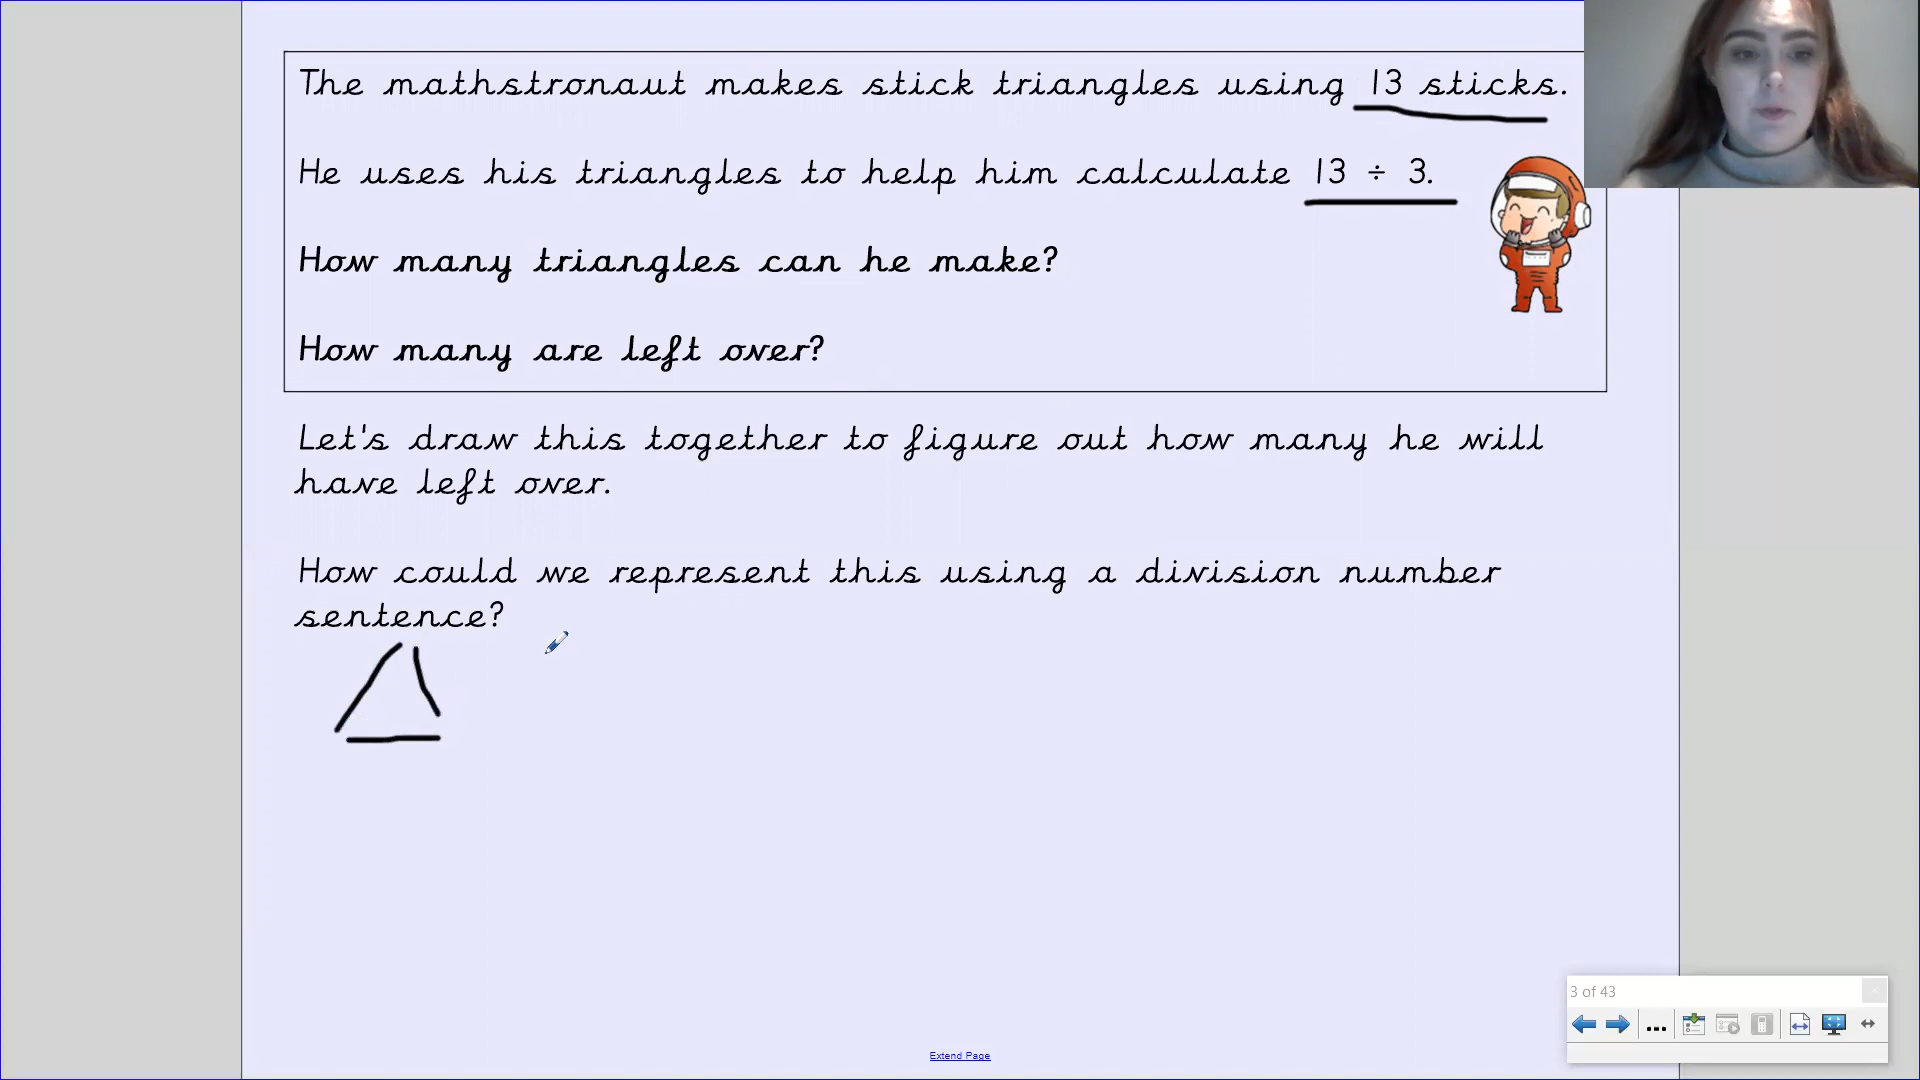 The mathstronaut makes stick triangles using 13 sticks.
He uses his triangles to help him calculate 13 ÷ 3.
How many triangles can he make?
How many are left over?
Let's draw this together to figure out how many he will
have left over.
How could we represent this using a division number
sentence?
3 of 43
...
Extend Page